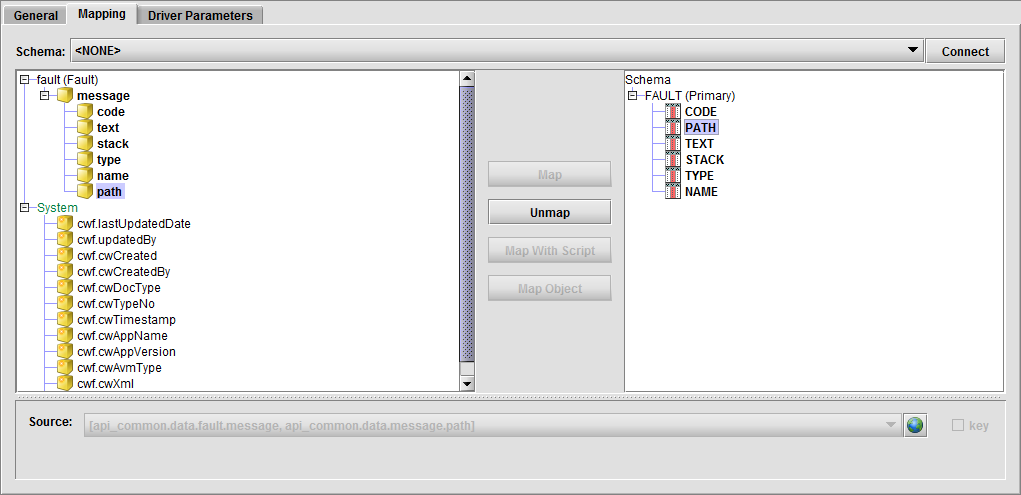 General Mapping Driver Parameters
Schema: <NONE> Connect
fault (Fault)
message
code
text
stack
type
name
path
System
cwf.lastUpdatedDate
cwf.updatedBy
cwf.cwCreated
cwf.cwCreatedBy
cwf.cwDocType
cwf.cwTypeNo
cwf.cwTimestamp
cwf.cwAppName
cwf.cwAppVersion
cwf.cwAvmType
cwf.cwXml
Map
Unmap
Map With Script
Map Object
Schema
FAULT (Primary)
CODE
PATH
TEXT
STACK
TYPE
NAME
Source: [api_common.data.fault.message, api_common.data.message.path] key